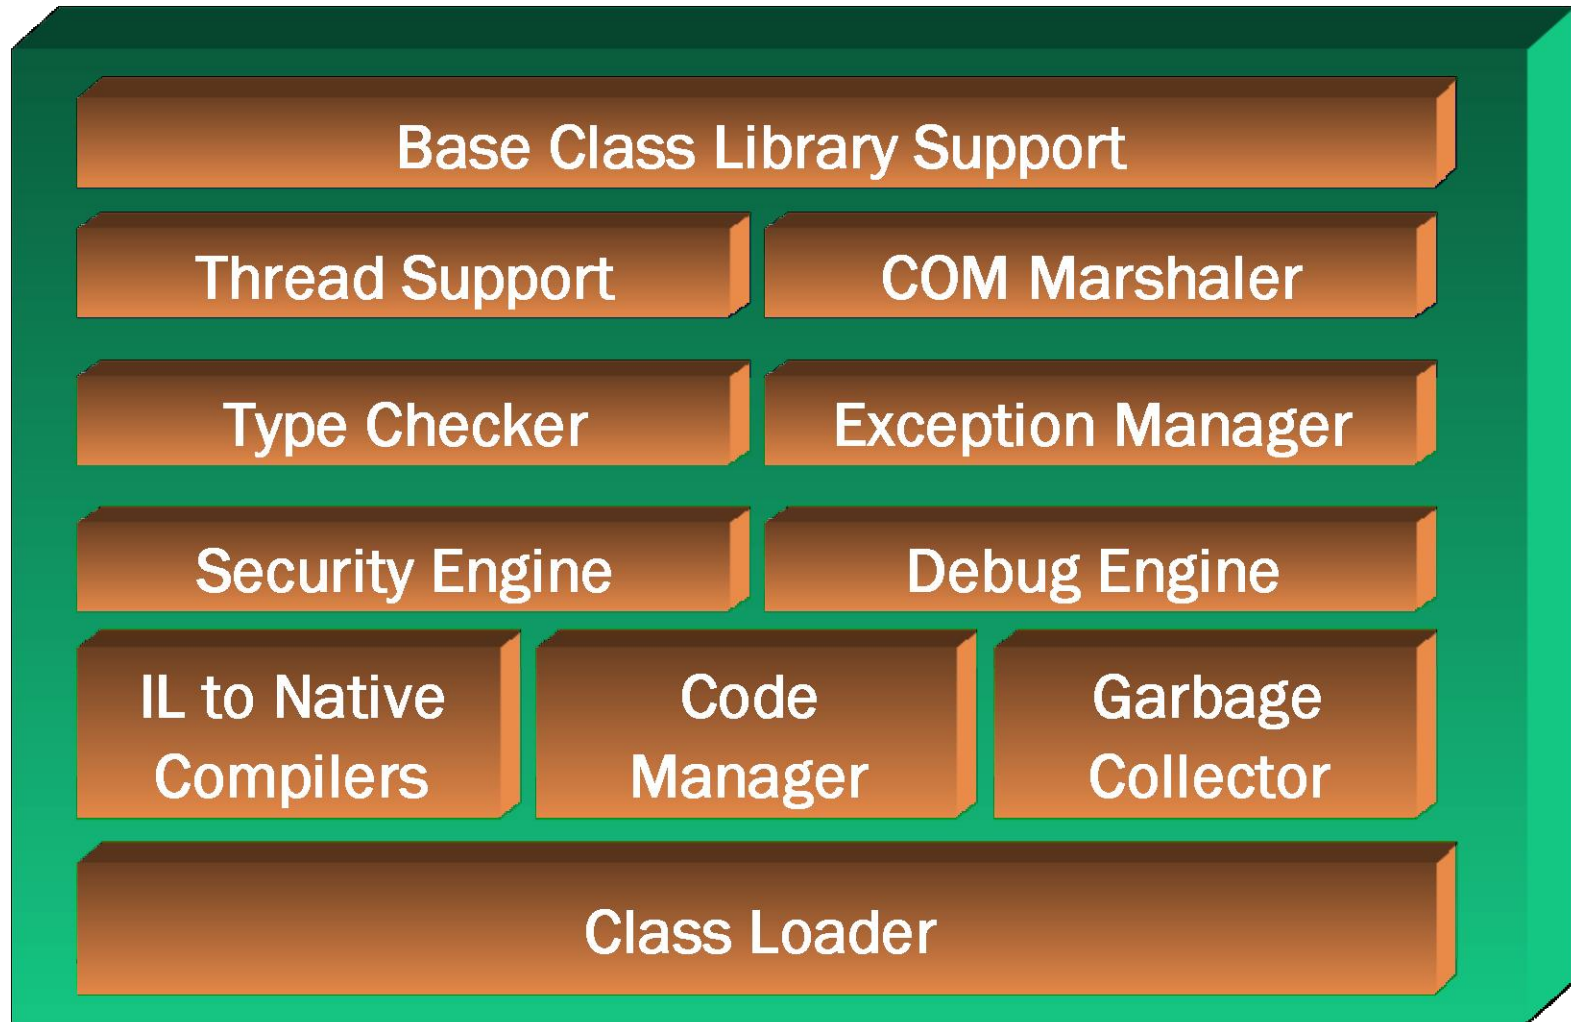 Base Class Library Support
Thread Support
COM Marshaler
Type Checker
Exception Manager
Security Engine
Debug Engine
IL to Native
Compilers
Code
Manager
Garbage
Collector
Class Loader